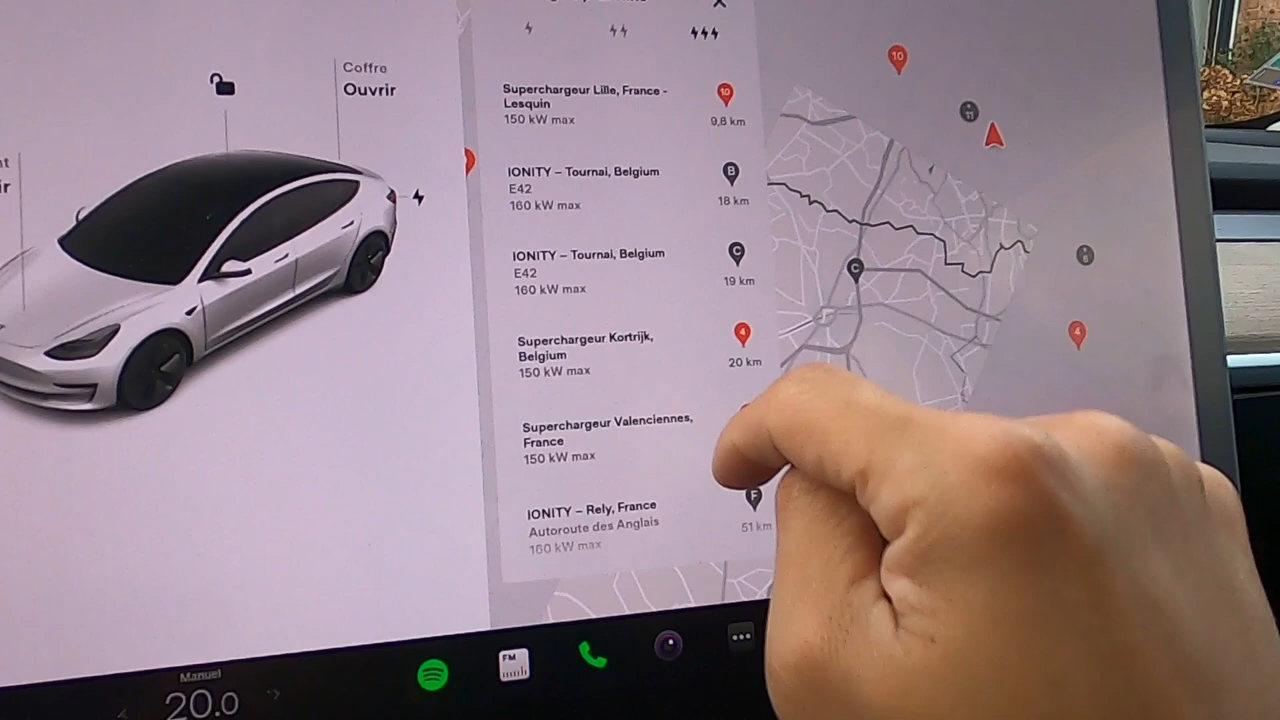 Coffre
Ouvrir
Superchargeur Lille, France -
Lesquin
150 kW max
10
9,8 km
IONITY – Tournai, Belgium
E42
160 kW max
B
18 km
IONITY – Tournai, Belgium
E42
160 kW max
C
19 km
Superchargeur Kortrijk,
Belgium
150 kW max
4
20 km
Superchargeur Valenciennes,
France
150 kW max
IONITY – Rely, France
Autoroute des Anglais
160 kW max
F
51 km
10
11
C
6
4
Manuel
20.0
FM